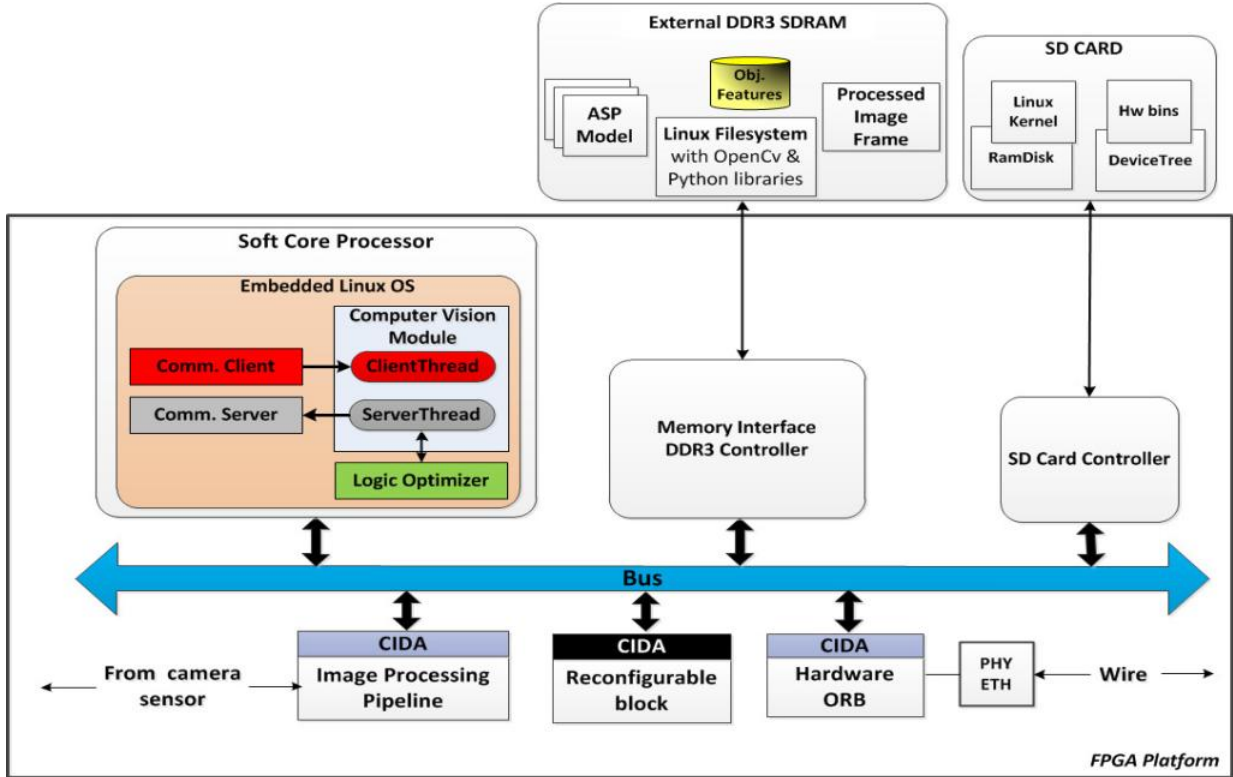 External DDR3 SDRAM
ASP
Model
Obj.
Features
Linux Filesystem
with OpenCv &
Python libraries
Processed
Image
Frame
SD CARD
Linux
Kernel
RamDisk
Hw bins
DeviceTree
Soft Core Processor
Embedded Linux OS
Computer Vision
Module
Comm. Client
ClientThread
Comm. Server
ServerThread
Logic Optimizer
Memory Interface
DDR3 Controller
SD Card Controller
Bus
From camera
sensor
CIDA
Image Processing
Pipeline
CIDA
Reconfigurable
block
CIDA
Hardware
ORB
PHY
ETH
Wire
FPGA Platform